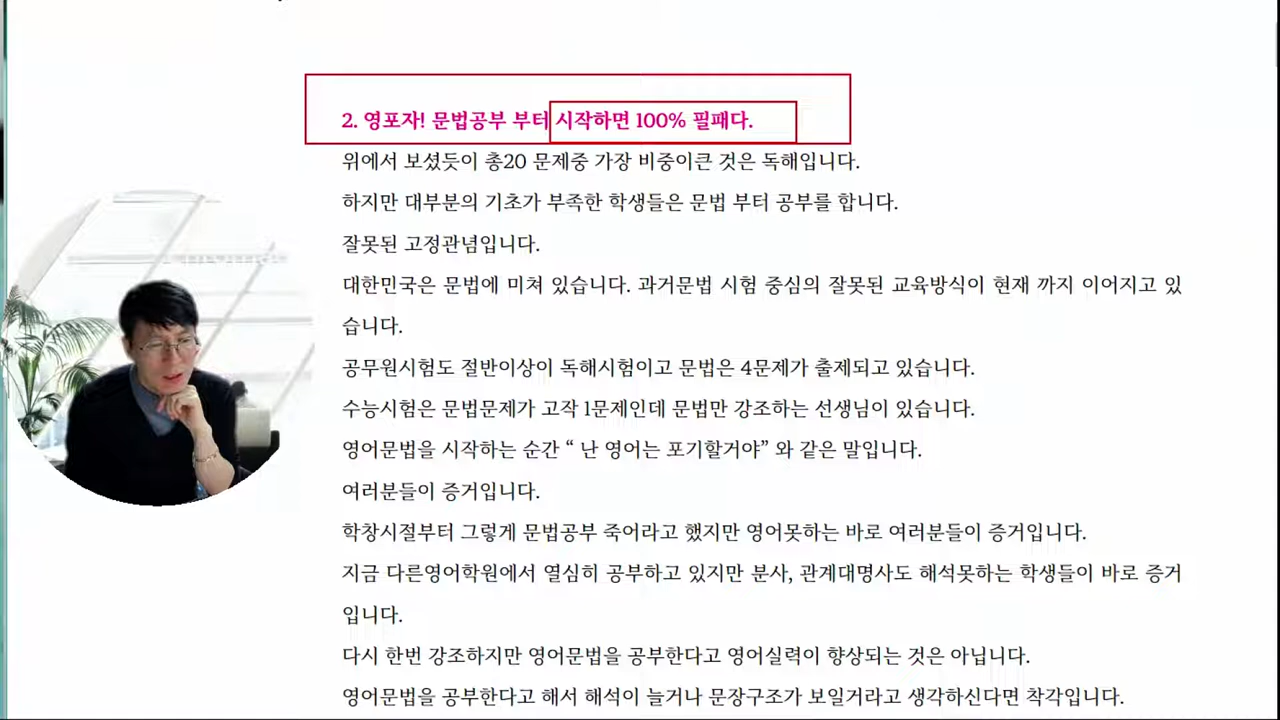 2. 영포자! 문법공부 부터 시작하면 100% 필패다.
위에서 보셨듯이 총20 문제중 가장 비중이큰 것은 독해입니다.
하지만 대부분의 기초가 부족한 학생들은 문법 부터 공부를 합니다.
잘못된 고정관념입니다.
대한민국은 문법에 미쳐 있습니다. 과거문법 시험 중심의 잘못된 교육방식이 현재 까지 이어지고 있
습니다.
공무원시험도 절반이상이 독해시험이고 문법은 4문제가 출제되고 있습니다.
수능시험은 문법문제가 고작 1문제인데 문법만 강조하는 선생님이 있습니다.
영어문법을 시작하는 순간 “ 난 영어는 포기할거야” 와 같은 말입니다.
여러분들이 증거입니다.
학창시절부터 그렇게 문법공부 죽어라고 했지만 영어못하는 바로 여러분들이 증거입니다.
지금 다른영어학원에서 열심히 공부하고 있지만 분사, 관계대명사도 해석못하는 학생들이 바로 증거
입니다.
다시 한번 강조하지만 영어문법을 공부한다고 영어실력이 향상되는 것은 아닙니다.
영어문법을 공부한다고 해서 해석이 늘거나 문장구조가 보일거라고 생각하신다면 착각입니다.